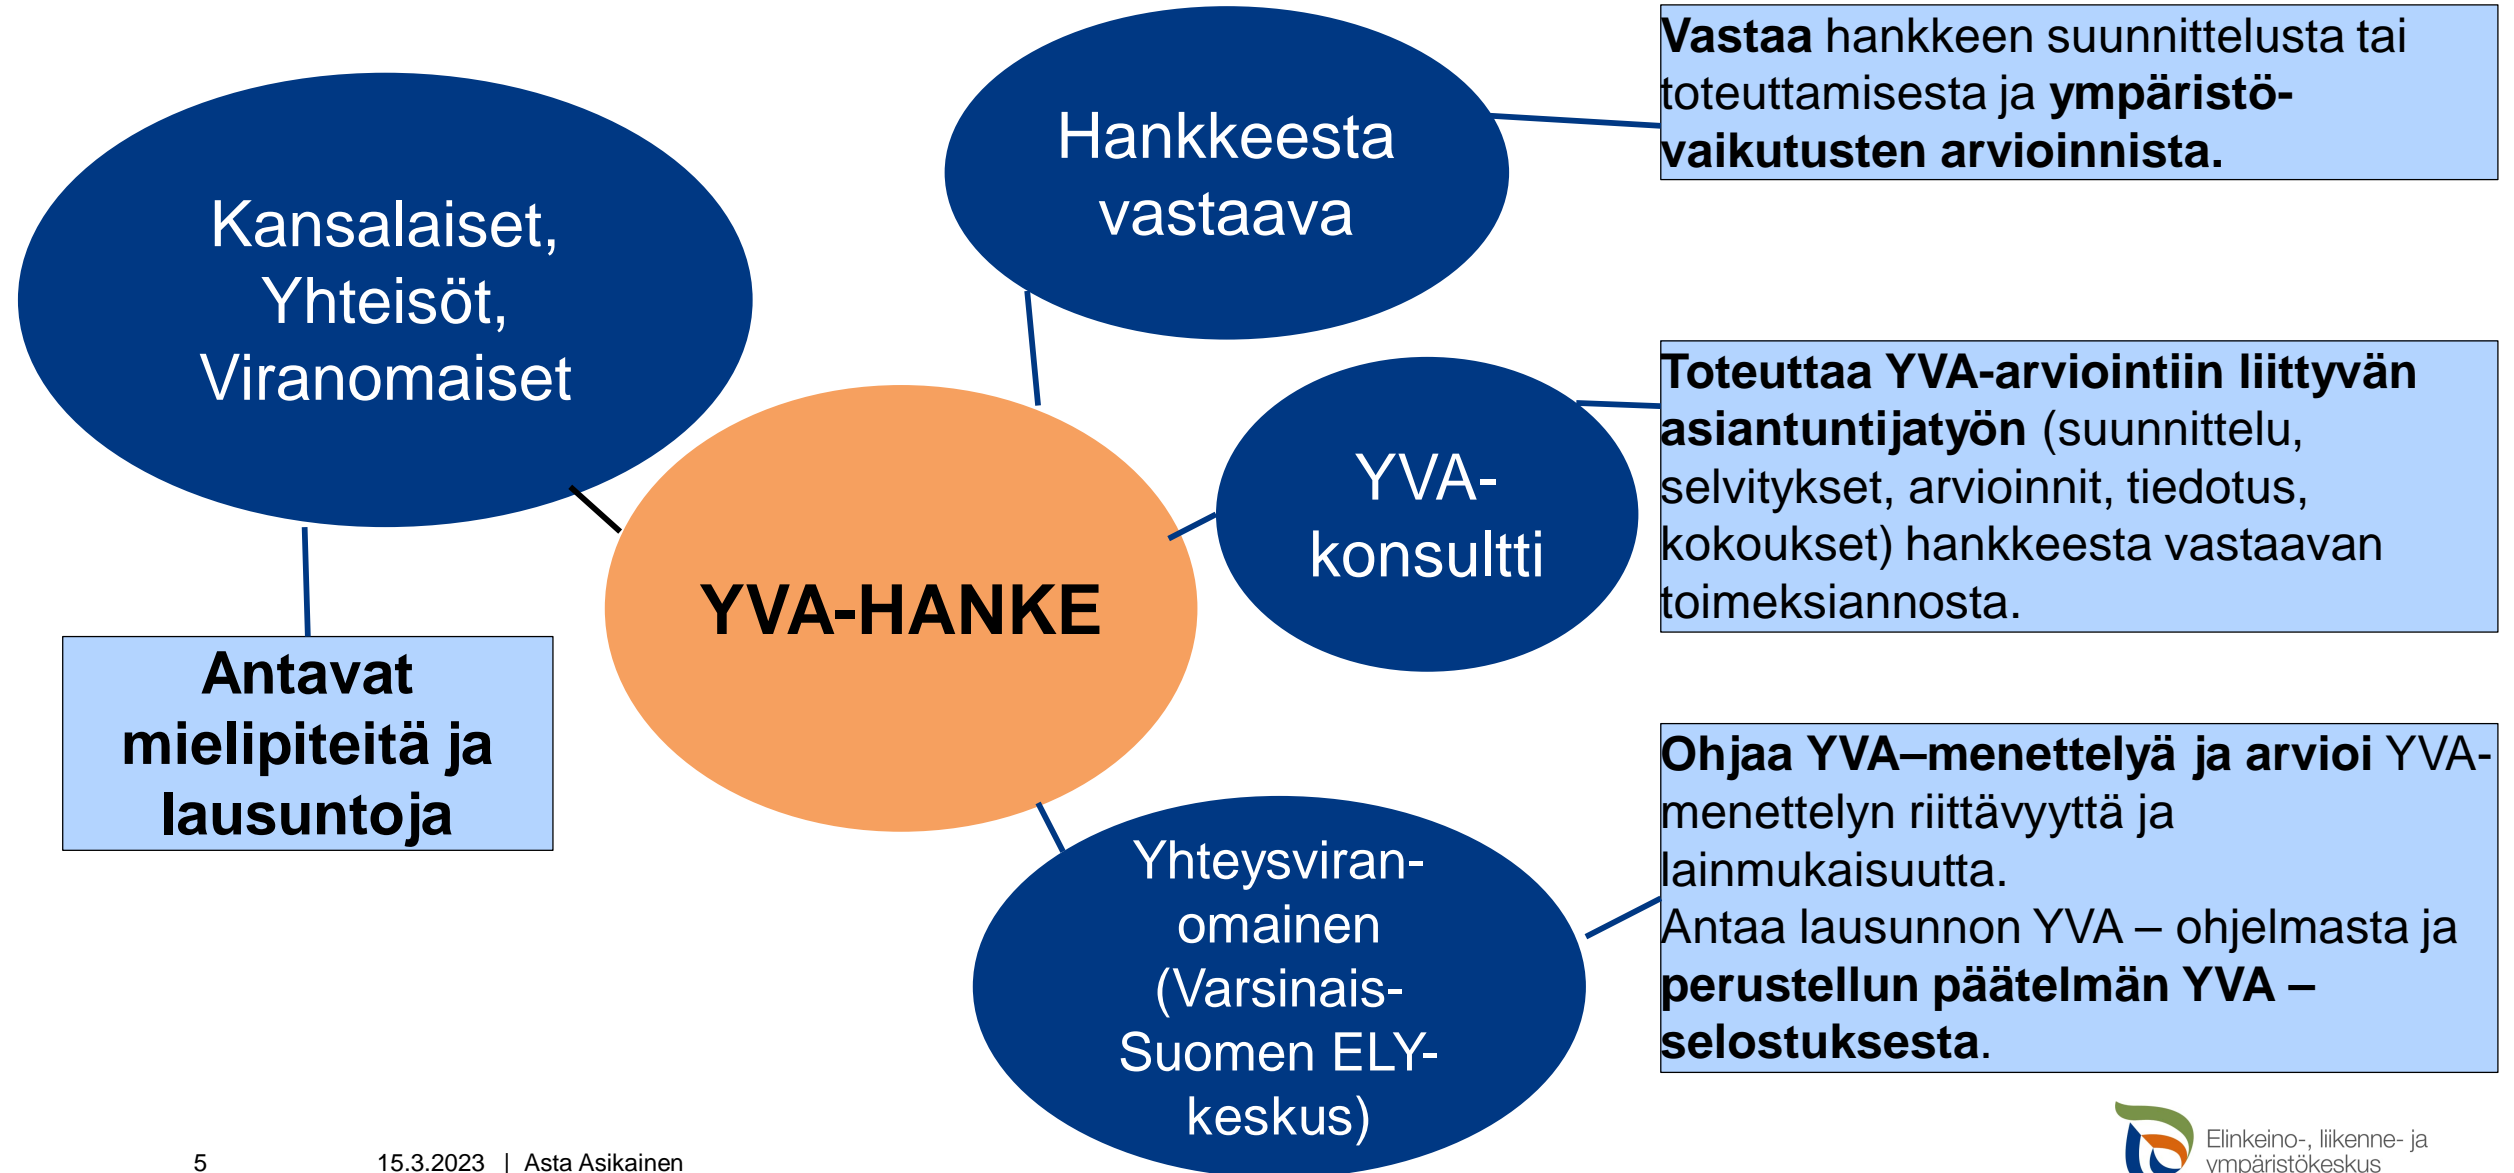 Kansalaiset,
Yhteisöt,
Viranomaiset
Antavat
mielipiteitä ja
lausuntoja
YVA-HANKE
Hankkeesta
vastaava
Vastaa hankkeen suunnittelusta tai
toteuttamisesta ja ympäristö-
vaikutusten arvioinnista.
YVA-
konsultti
Toteuttaa YVA-arviointiin liittyvän
asiantuntijatyön (suunnittelu,
selvitykset, arvioinnit, tiedotus,
kokoukset) hankkeesta vastaavan
toimeksiannosta.
Yhteysviran-
omainen
(Varsinais-
Suomen ELY-
keskus)
Ohjaa YVA–menettelyä ja arvioi YVA-
menettelyn riittävyyttä ja
lainmukaisuutta.
Antaa lausunnon YVA – ohjelmasta ja
perustellun päätelmän YVA –
selostuksesta.
5 15.3.2023 | Asta Asikainen
Elinkeino-, liikenne- ja
ympäristökeskus